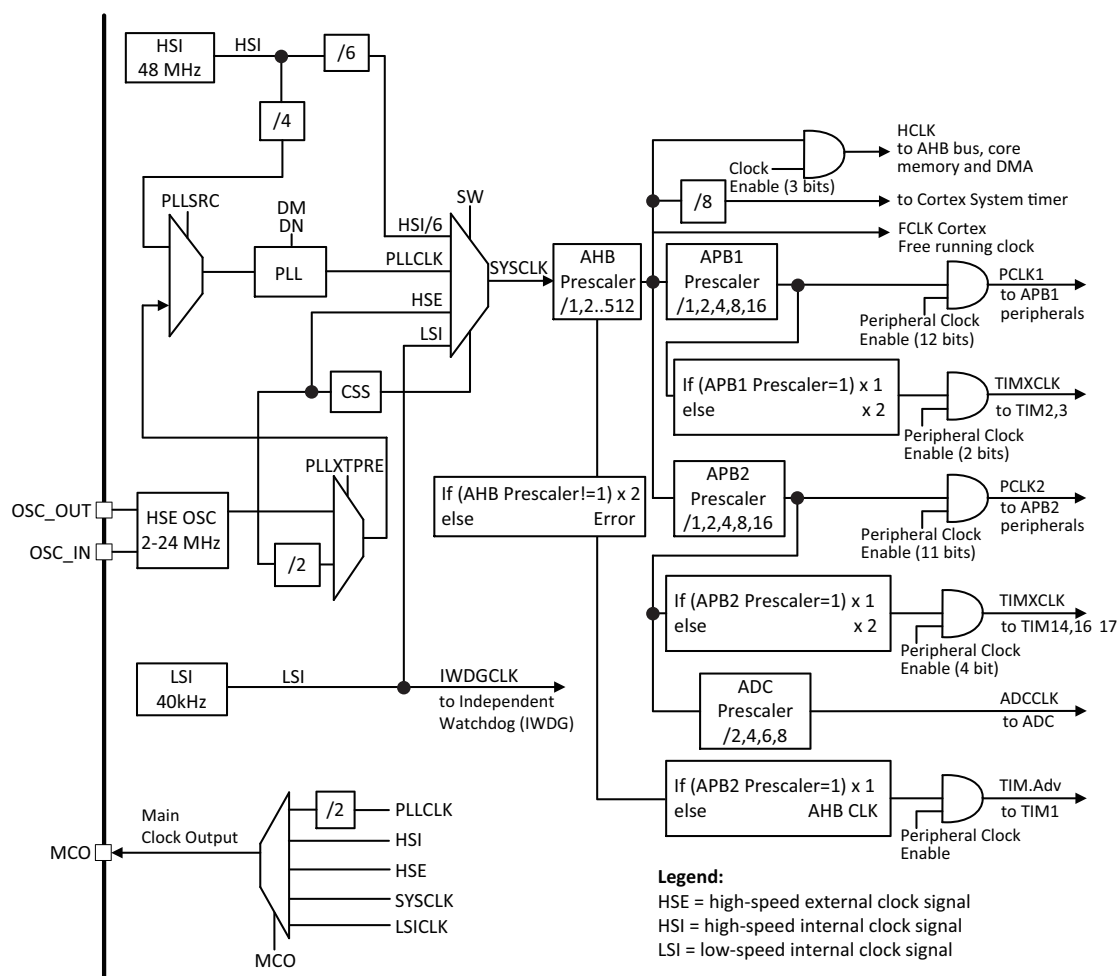 HSI
48 MHz
HSI
/6
/4
PLLSRC
DM
DN
PLL
SW
HSI/6
PLLCLK
HSE
LSI
SYSCLK
CSS
AHB
Prescaler
/1,2..512
HCLK
to AHB bus, core
memory and DMA
Clock
Enable (3 bits)
/8
to Cortex System timer
FCLK Cortex
Free running clock
APB1
Prescaler
/1,2,4,8,16
PCLK1
to APB1
peripherals
Peripheral Clock
Enable (12 bits)
If (APB1 Prescaler=1) x 1
else x 2
TIMXCLK
to TIM2,3
Peripheral Clock
Enable (2 bits)
PLLXTPRE
OSC_OUT
OSC_IN
HSE OSC
2-24 MHz
/2
If (AHB Prescaler!=1) x 2
else Error
APB2
Prescaler
/1,2,4,8,16
PCLK2
to APB2
peripherals
Peripheral Clock
Enable (11 bits)
If (APB2 Prescaler=1) x 1
else x 2
TIMXCLK
to TIM14,16 17
Peripheral Clock
Enable (4 bit)
LSI
40kHz
LSI
IWDGCLK
to Independent
Watchdog (IWDG)
ADC
Prescaler
/2,4,6,8
ADCCLK
to ADC
If (APB2 Prescaler=1) x 1
else AHB CLK
TIM.Adv
to TIM1
Peripheral Clock
Enable
MCO
Main
Clock Output
/2
PLLCLK
HSI
HSE
SYSCLK
LSICLK
MCO
Legend:
HSE = high-speed external clock signal
HSI = high-speed internal clock signal
LSI = low-speed internal clock signal